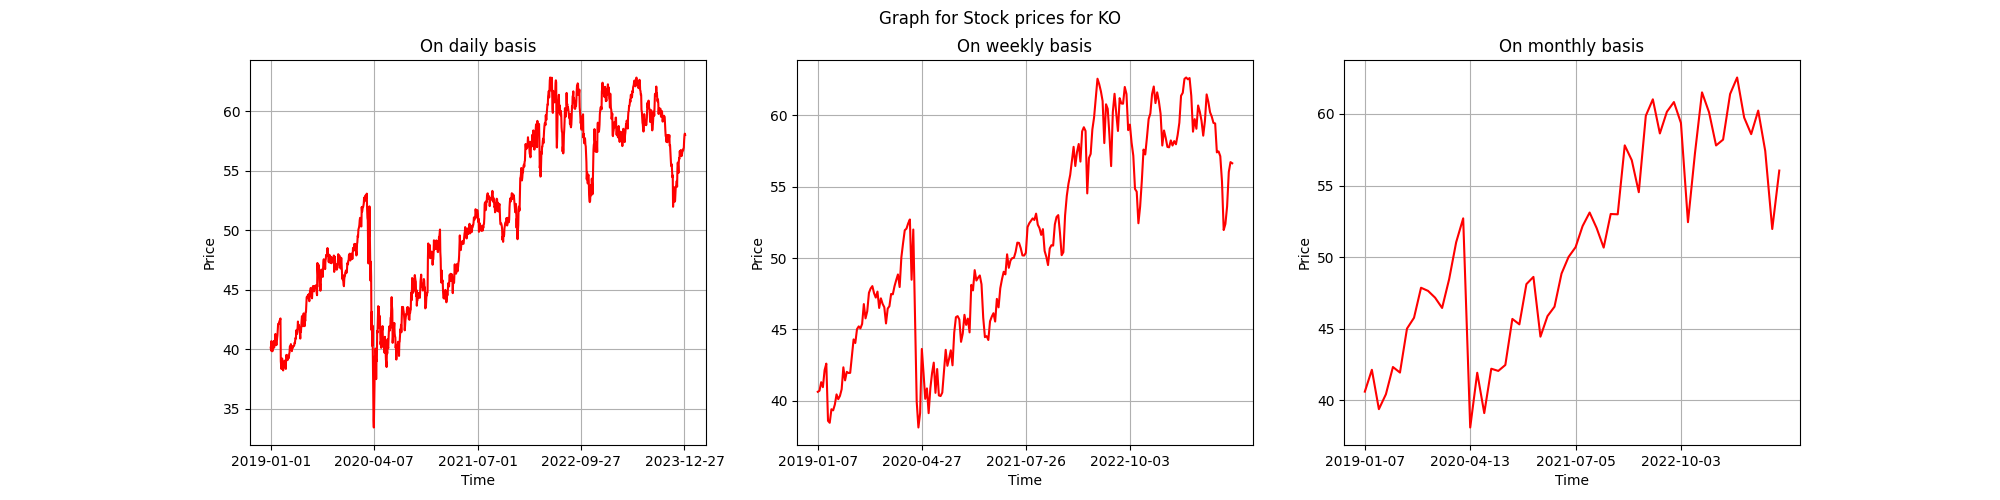 Graph for Stock prices for KO
On daily basis
Price
60
55
50
45
40
35
2019-01-01 2020-04-07 2021-07-01 2022-09-27 2023-12-27
Time
On weekly basis
Price
60
55
50
45
40
2019-01-07 2020-04-27 2021-07-26 2022-10-03
Time
On monthly basis
Price
60
55
50
45
40
2019-01-07 2020-04-13 2021-07-05 2022-10-03
Time